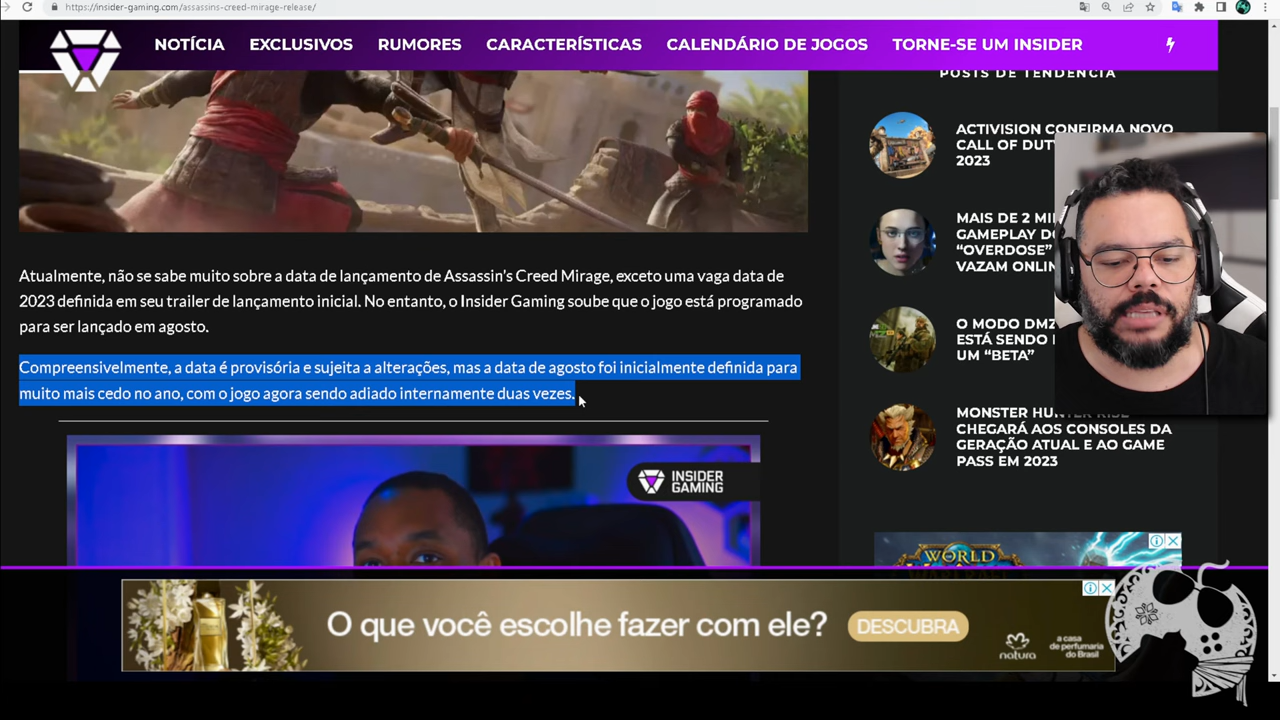 https://insider-gaming.com/assassins-creed-mirage-release/
NOTÍCIA EXCLUSIVOS RUMORES CARACTERÍSTICAS CALENDÁRIO DE JOGOS TORNE-SE UM INSIDER
POSTS DE TENDÊNCIA
ACTIVISION CONFIRMA NOVO
CALL OF DUT
2023
MAIS DE 2 MI
GAMEPLAY DO
“OVERDOSE”
VAZAM ONLIN
O MODO DMZ
ESTÁ SENDO
UM “BETA”
MONSTER HUNTER RISE
CHEGARÁ AOS CONSOLES DA
GERAÇÃO ATUAL E AO GAME
PASS EM 2023
Atualmente, não se sabe muito sobre a data de lançamento de Assassin's Creed Mirage, exceto uma vaga data de
2023 definida em seu trailer de lançamento inicial. No entanto, o Insider Gaming soube que o jogo está programado
para ser lançado em agosto.
Compreensivelmente, a data é provisória e sujeita a alterações, mas a data de agosto foi inicialmente definida para
muito mais cedo no ano, com o jogo agora sendo adiado internamente duas vezes.
INSIDER
GAMING
WORLD
WARCRAFT
O que você escolhe fazer com ele?
DESCUBRA
natura
a casa
de perfumaria
do Brasil